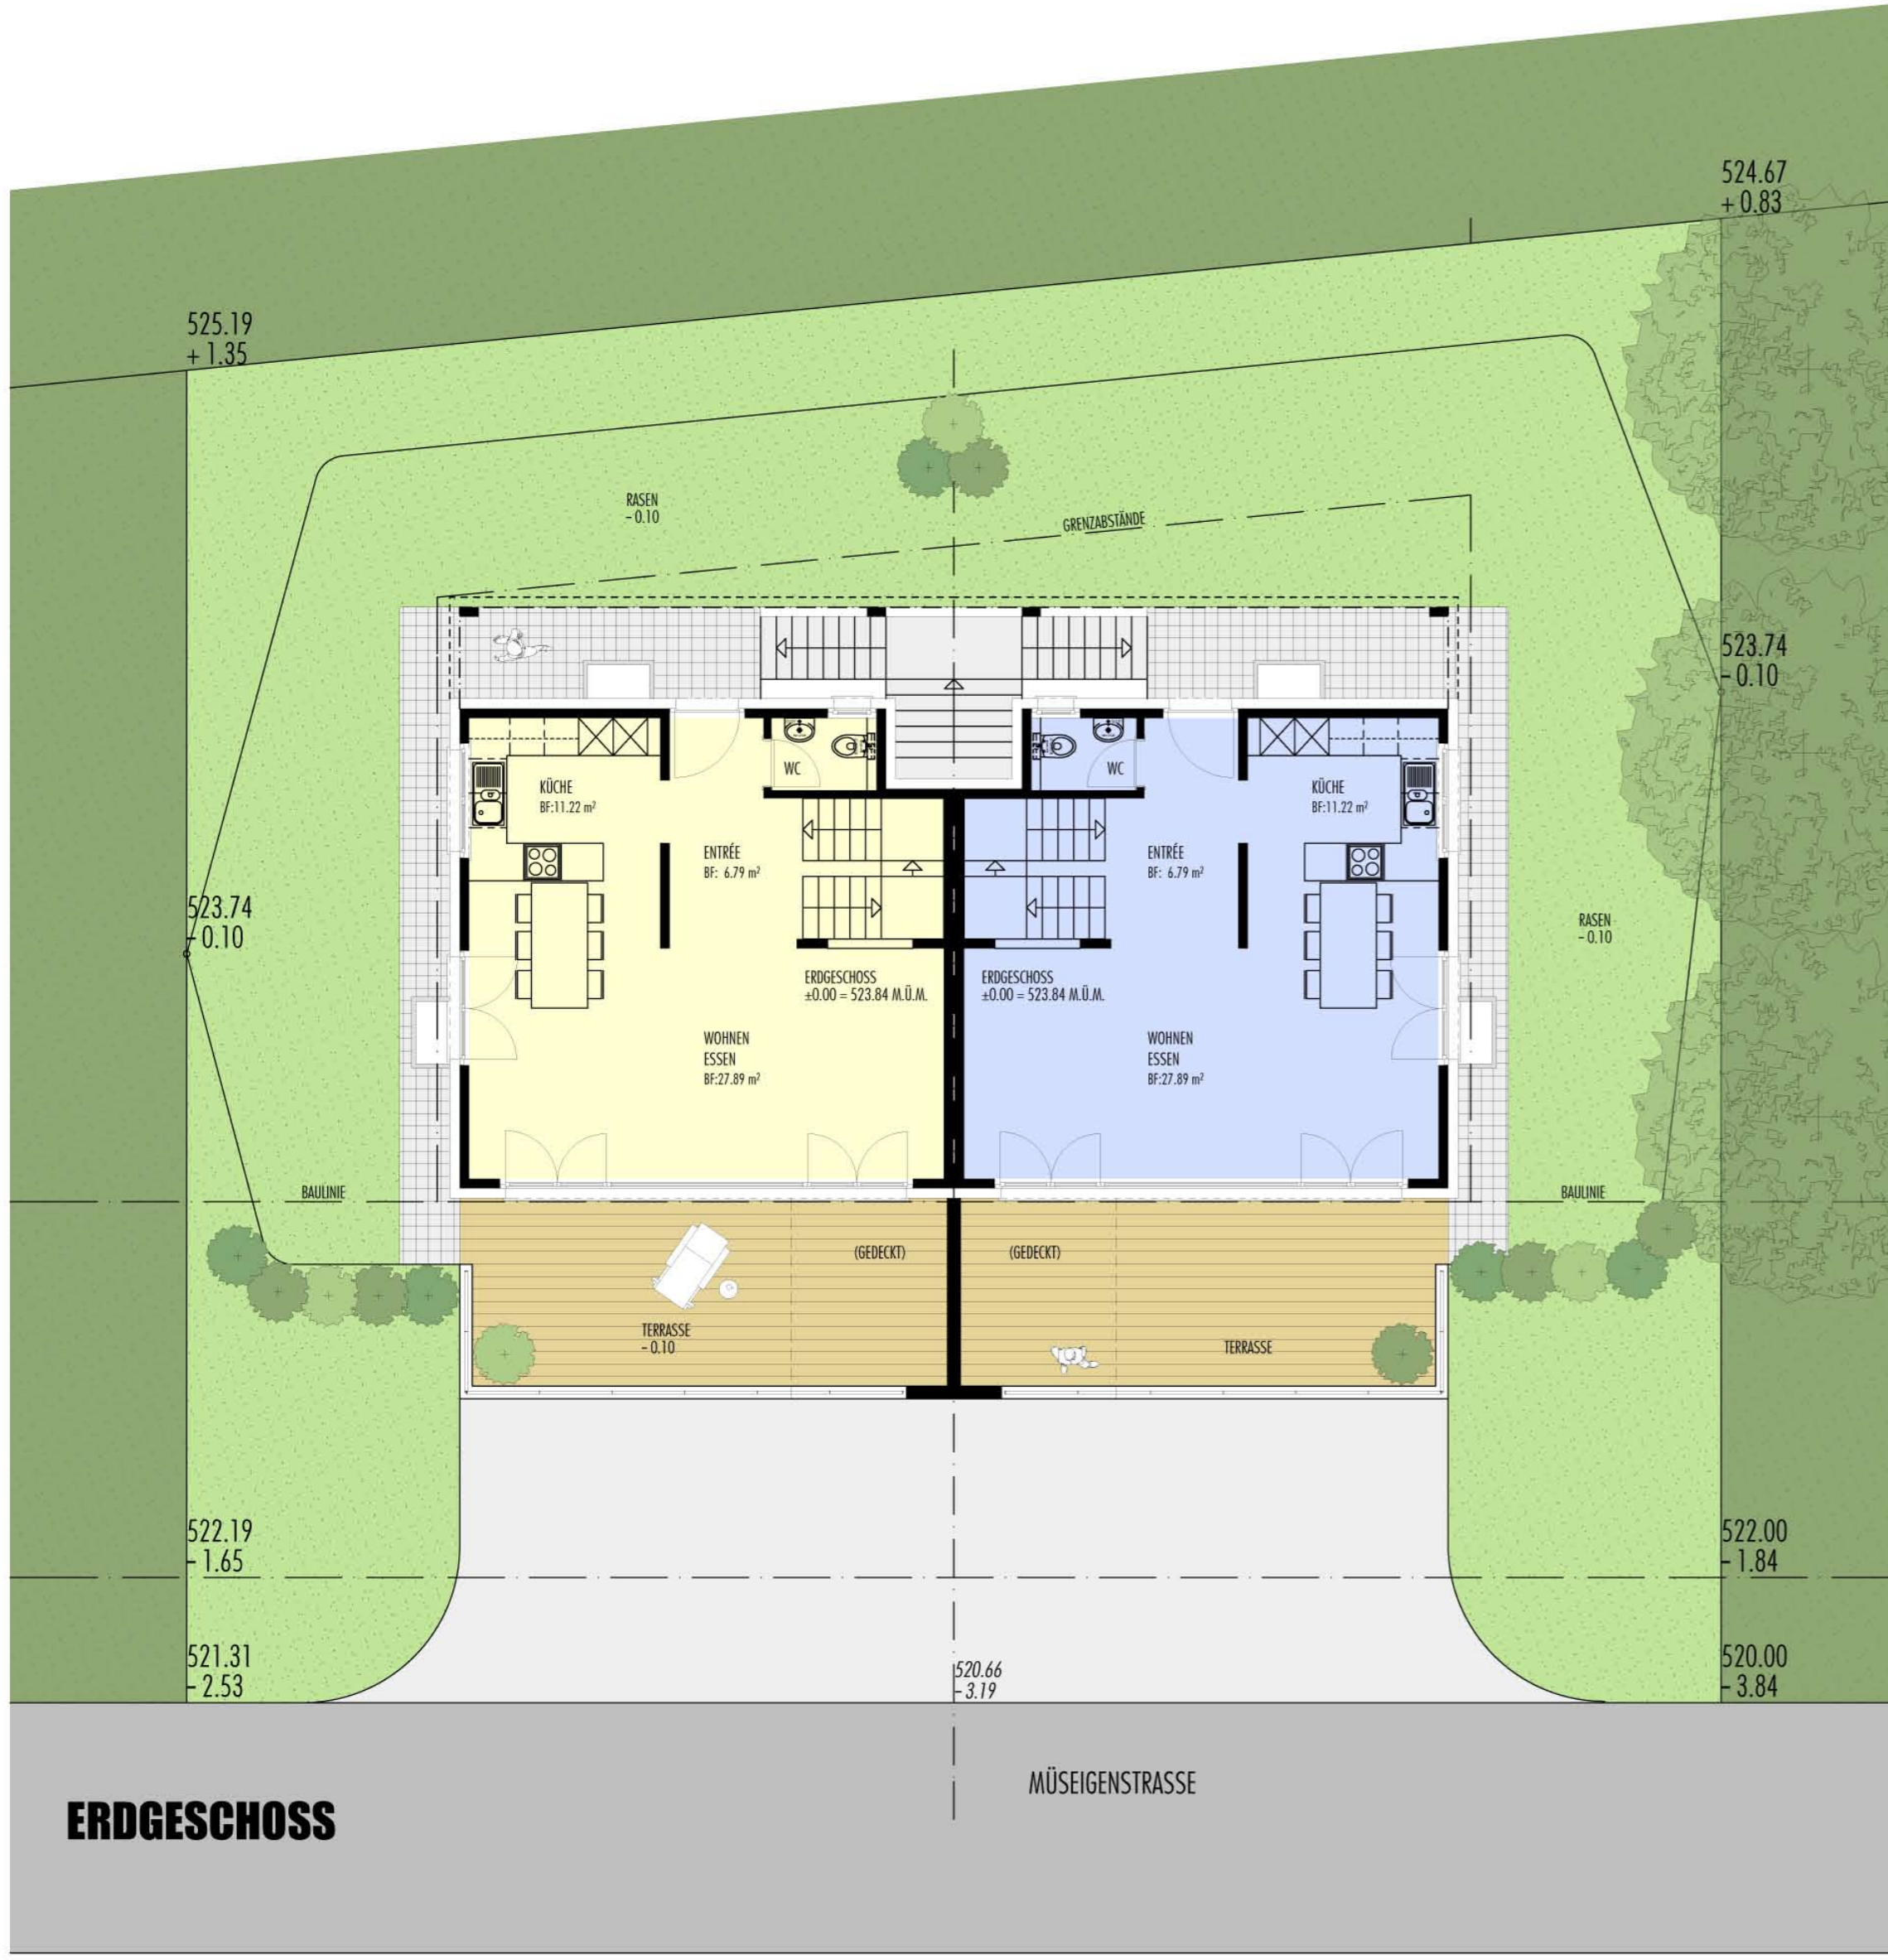 524.67
+ 0.83
525.19
+ 1.35
RASEN
- 0.10
GRENZABSTÄNDE
523.74
- 0.10
WC
WC
KÜCHE
BF:11.22 m²
KÜCHE
BF:11.22 m²
ENTRÉE
BF: 6.79 m²
ENTRÉE
BF: 6.79 m²
523.74
- 0.10
RASEN
- 0.10
ERDGESCHOSS
±0.00 = 523.84 M.Ü.M.
ERDGESCHOSS
±0.00 = 523.84 M.Ü.M.
WOHNEN
ESSEN
BF:27.89 m²
WOHNEN
ESSEN
BF:27.89 m²
BAULINIE
BAULINIE
(GEDECKT)
(GEDECKT)
TERRASSE
- 0.10
TERRASSE
522.19
- 1.65
522.00
- 1.84
521.31
- 2.53
520.66
- 3.19
520.00
- 3.84
MÜSEIGENSTRASSE
ERDGESCHOSS